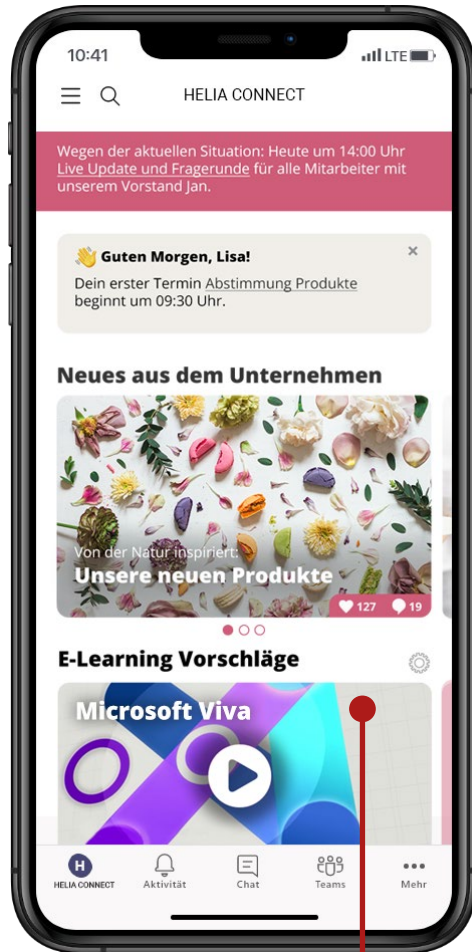 10:41
LTE
HELIA CONNECT
Wegen der aktuellen Situation: Heute um 14:00 Uhr
Live Update und Fragerunde für alle Mitarbeiter mit
unserem Vorstand Jan.
👋 Guten Morgen, Lisa!
×
Dein erster Termin Abstimmung Produkte
beginnt um 09:30 Uhr.
Neues aus dem Unternehmen
Von der Natur inspiriert:
Unsere neuen Produkte
127 19
E-Learning Vorschläge
Microsoft Viva
H
HELIA CONNECT Aktivität Chat Teams Mehr